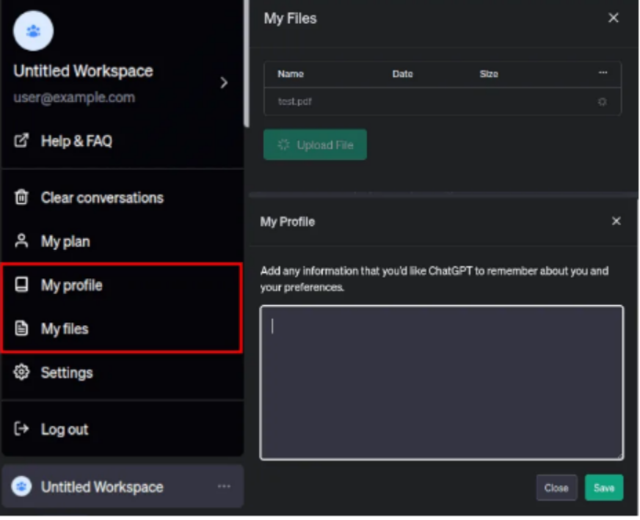 Untitled Workspace
user@example.com
Help & FAQ
Clear conversations
My plan
My profile
My files
Settings
Log out
Untitled Workspace
My Files
Name Date Size
test.pdf
Upload File
My Profile
Add any information that you'd like ChatGPT to remember about you and
your preferences.
Close Save